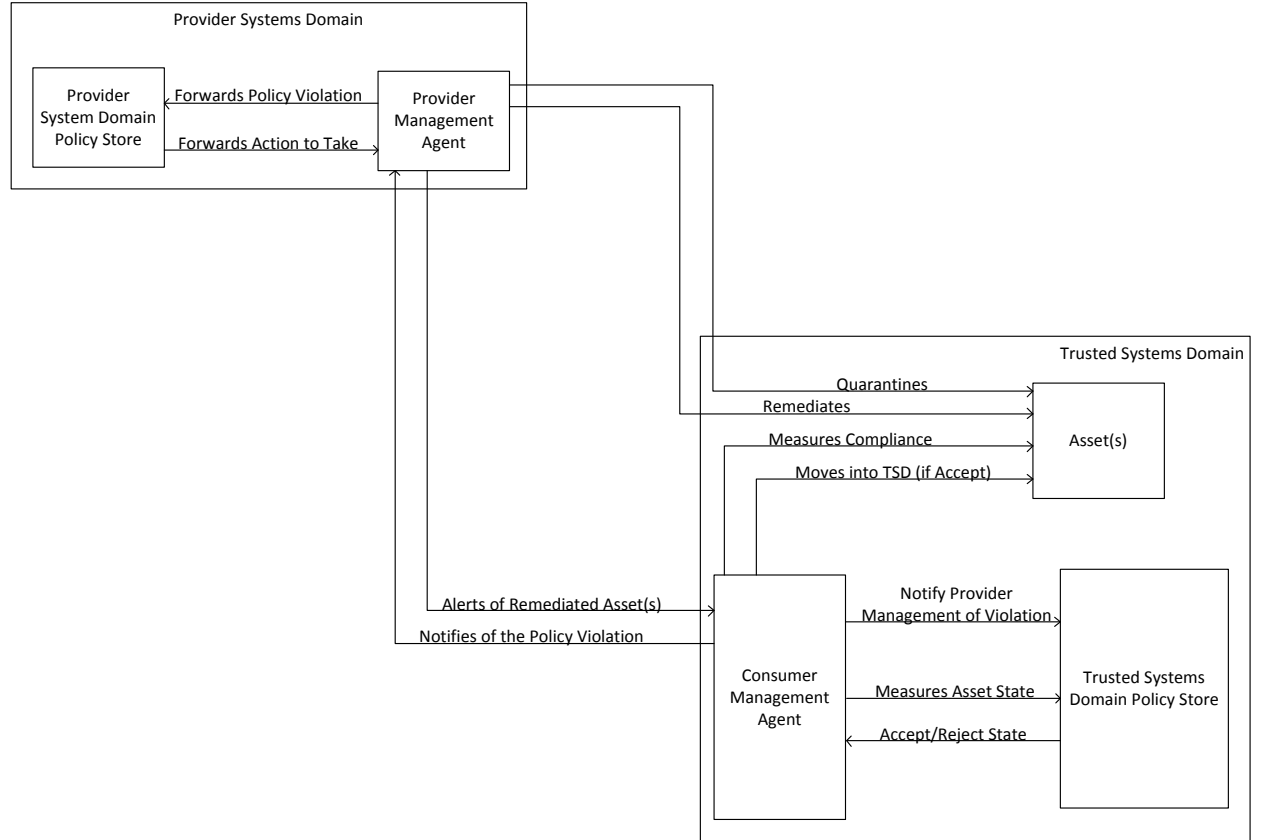 Provider Systems Domain
Provider
System Domain
Policy Store
Forwards Policy Violation
Forwards Action to Take
Provider
Management
Agent
Trusted Systems Domain
Quarantines
Remediates
Measures Compliance
Moves into TSD (if Accept)
Asset(s)
Alerts of Remediated Asset(s)
Notifies of the Policy Violation
Consumer
Management
Agent
Notify Provider
Management of Violation
Measures Asset State
Accept/Reject State
Trusted Systems
Domain Policy Store